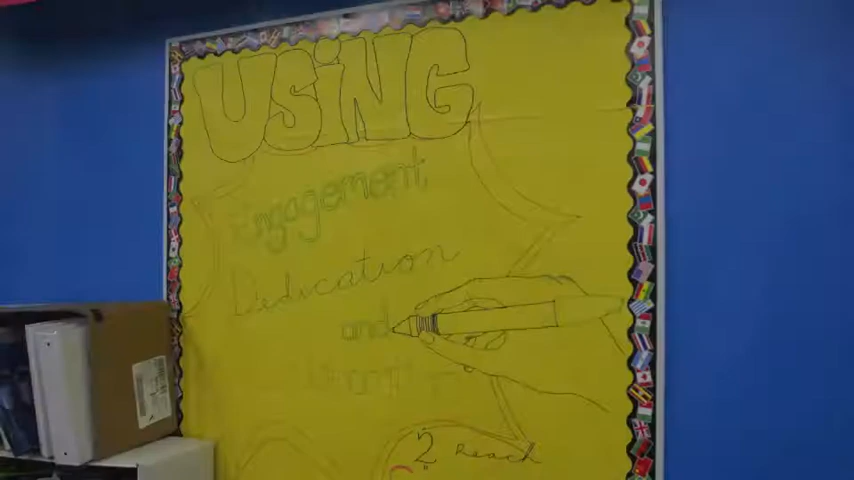 USING
Engagement,
Dedication
and
2 Reach